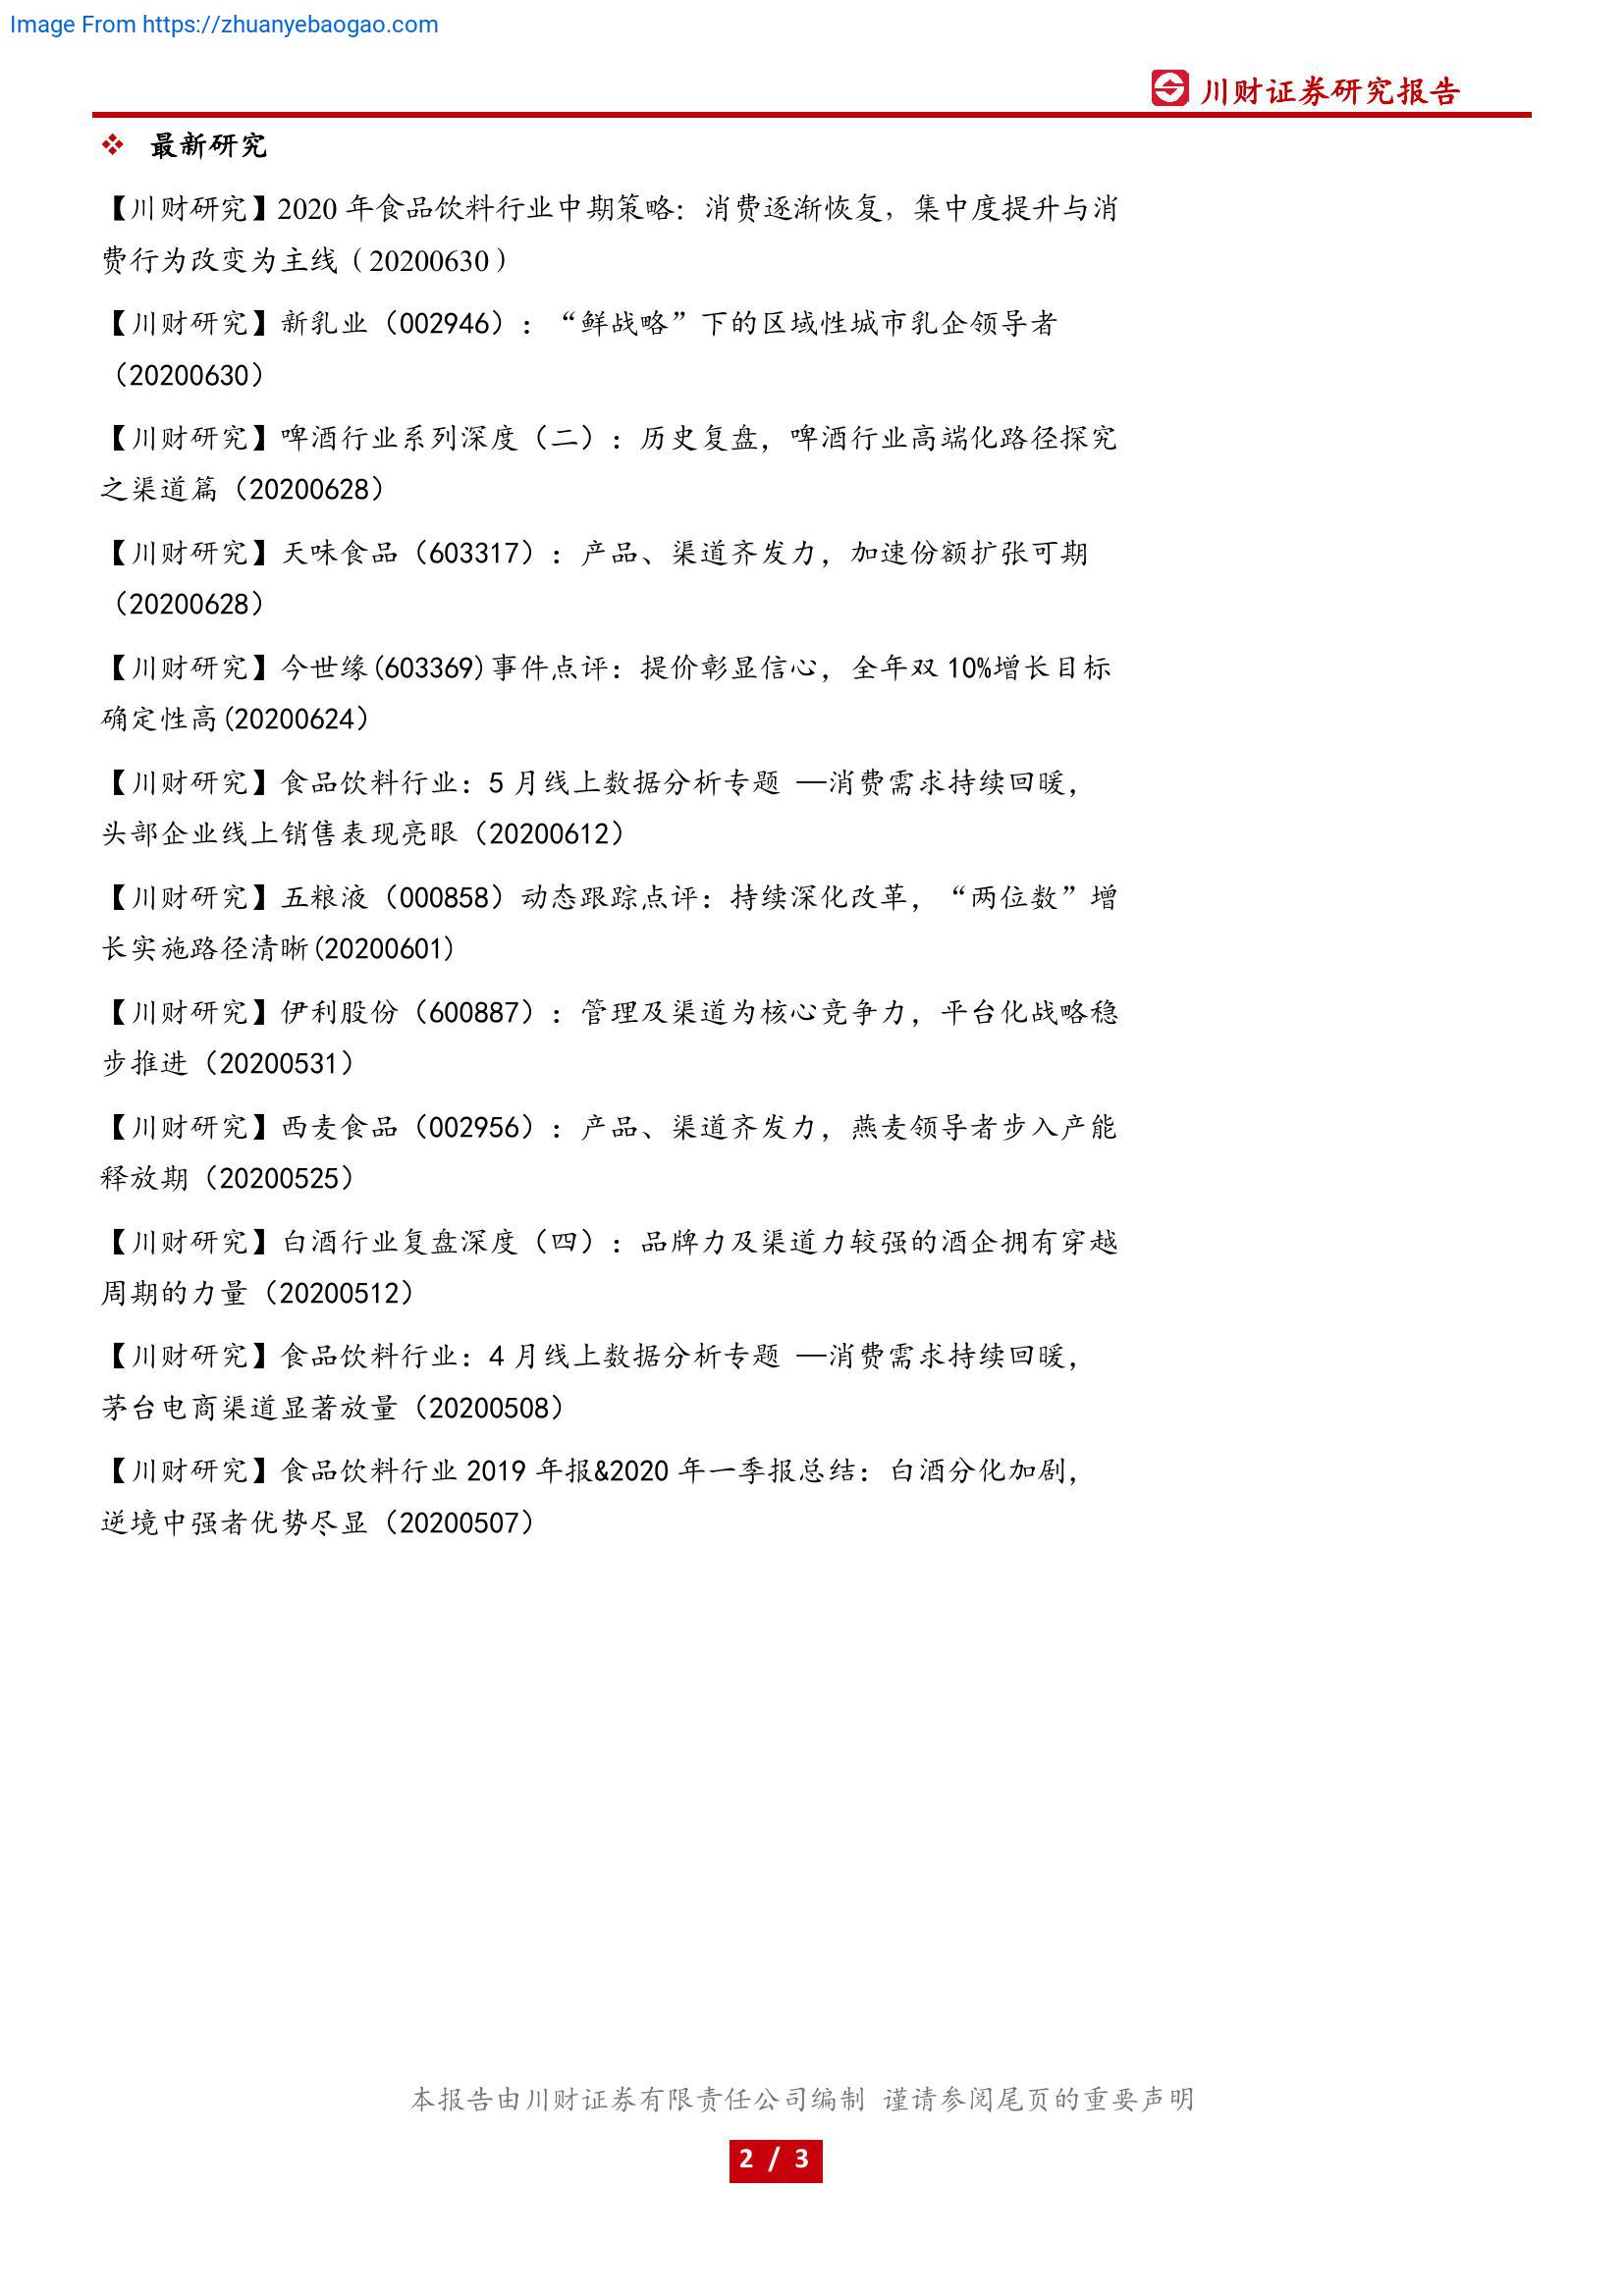 Image From https://zhuanyebaogao.com
川财证券研究报告
❖ 最新研究
【川财研究】2020 年食品饮料行业中期策略：消费逐渐恢复，集中度提升与消
费行为改变为主线（20200630）
【川财研究】新乳业（002946）：“鲜战略”下的区域性城市乳企领导者
（20200630）
【川财研究】啤酒行业系列深度（二）：历史复盘，啤酒行业高端化路径探究
之渠道篇（20200628）
【川财研究】天味食品（603317）：产品、渠道齐发力，加速份额扩张可期
（20200628）
【川财研究】今世缘(603369)事件点评：提价彰显信心，全年双 10%增长目标
确定性高(20200624）
【川财研究】食品饮料行业：5 月线上数据分析专题 —消费需求持续回暖，
头部企业线上销售表现亮眼（20200612）
【川财研究】五粮液（000858）动态跟踪点评：持续深化改革，“两位数”增
长实施路径清晰(20200601)
【川财研究】伊利股份（600887）：管理及渠道为核心竞争力，平台化战略稳
步推进（20200531）
【川财研究】西麦食品（002956）：产品、渠道齐发力，燕麦领导者步入产能
释放期（20200525）
【川财研究】白酒行业复盘深度（四）：品牌力及渠道力较强的酒企拥有穿越
周期的力量（20200512）
【川财研究】食品饮料行业：4 月线上数据分析专题 —消费需求持续回暖，
茅台电商渠道显著放量（20200508）
【川财研究】食品饮料行业 2019 年报&2020 年一季报总结：白酒分化加剧，
逆境中强者优势尽显（20200507）
本报告由川财证券有限责任公司编制 谨请参阅尾页的重要声明
2 / 3